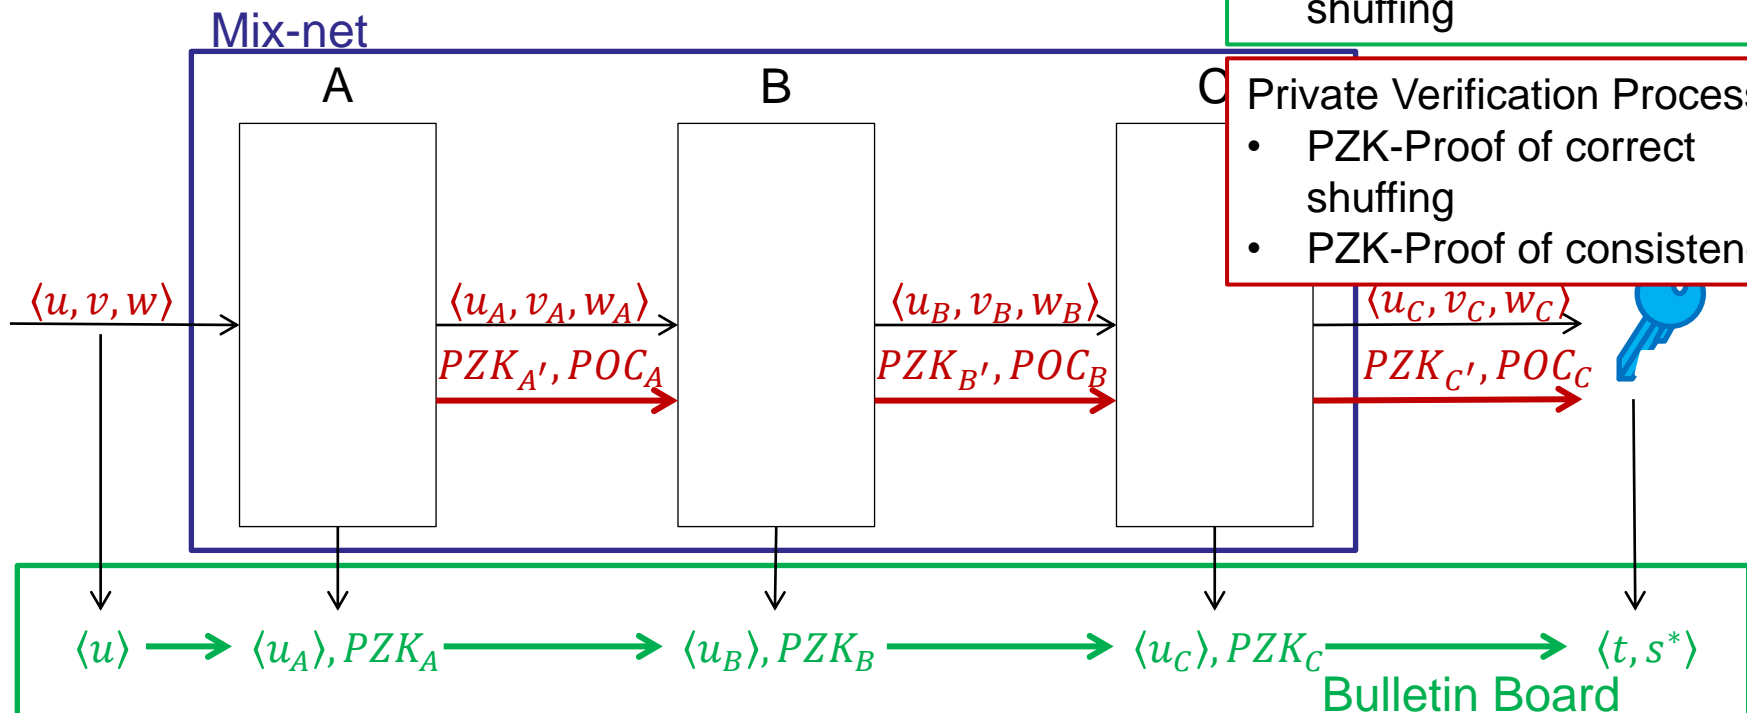 shuffing
Mix-net
A B C
Private Verification Proces
• PZK-Proof of correct
shuffing
• PZK-Proof of consisten
⟨u, v, w⟩ ⟨u_A, v_A, w_A⟩ ⟨u_B, v_B, w_B⟩ ⟨u_C, v_C, w_C⟩
PZK_A′, POC_A PZK_B′, POC_B PZK_C′, POC_C
⟨u⟩ ⟨u_A⟩, PZK_A ⟨u_B⟩, PZK_B ⟨u_C⟩, PZK_C ⟨t, s*⟩
Bulletin Board